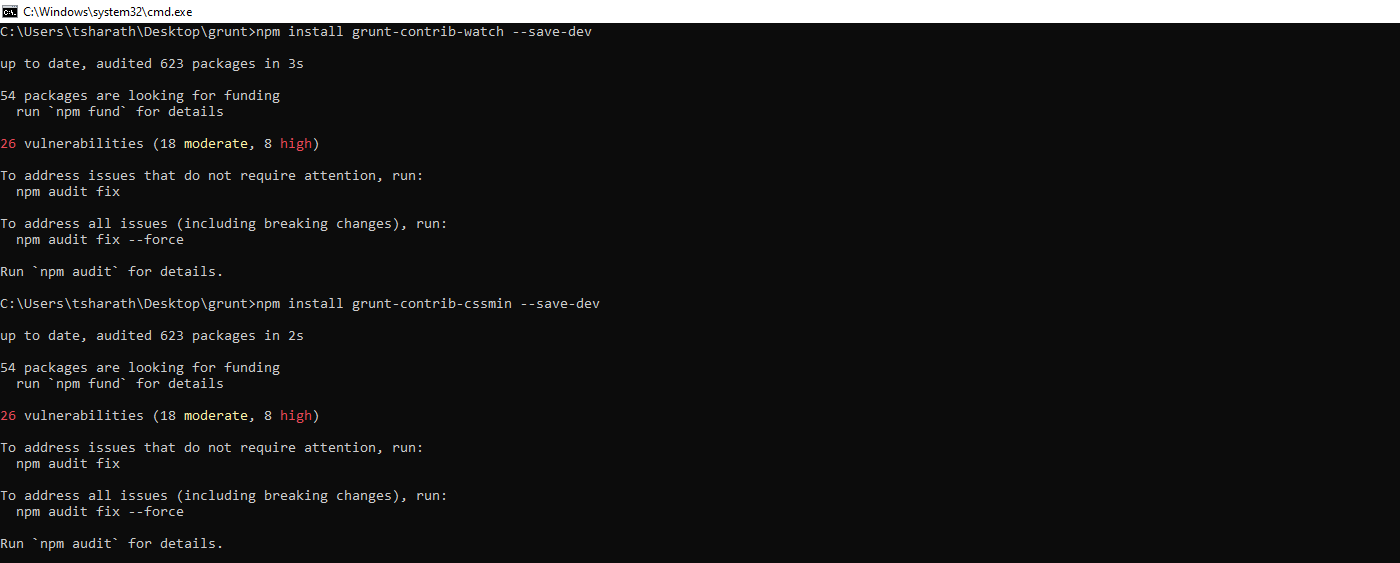 C:\Windows\system32\cmd.exe
C:\Users\tsharath\Desktop\grunt>npm install grunt-contrib-watch --save-dev
up to date, audited 623 packages in 3s
54 packages are looking for funding
run `npm fund` for details
26 vulnerabilities (18 moderate, 8 high)
To address issues that do not require attention, run:
npm audit fix
To address all issues (including breaking changes), run:
npm audit fix --force
Run `npm audit` for details.
C:\Users\tsharath\Desktop\grunt>npm install grunt-contrib-cssmin --save-dev
up to date, audited 623 packages in 2s
54 packages are looking for funding
run `npm fund` for details
26 vulnerabilities (18 moderate, 8 high)
To address issues that do not require attention, run:
npm audit fix
To address all issues (including breaking changes), run:
npm audit fix --force
Run `npm audit` for details.